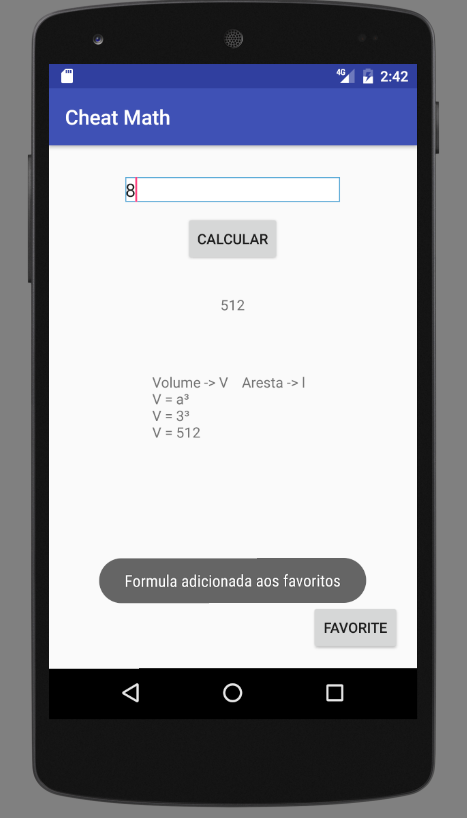 4G 2:42
Cheat Math
8
CALCULAR
512
Volume -> V Aresta -> l
V = a³
V = 3³
V = 512
Formula adicionada aos favoritos
FAVORITE